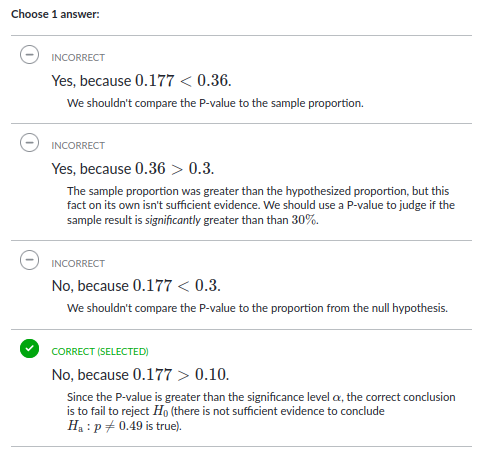 Choose 1 answer:
INCORRECT
Yes, because 0.177 < 0.36.
We shouldn't compare the P-value to the sample proportion.
INCORRECT
Yes, because 0.36 > 0.3.
The sample proportion was greater than the hypothesized proportion, but this
fact on its own isn't sufficient evidence. We should use a P-value to judge if the
sample result is significantly greater than than 30%.
INCORRECT
No, because 0.177 < 0.3.
We shouldn't compare the P-value to the proportion from the null hypothesis.
CORRECT (SELECTED)
No, because 0.177 > 0.10.
Since the P-value is greater than the significance level α, the correct conclusion
is to fail to reject H₀ (there is not sufficient evidence to conclude
Hₐ : p ≠ 0.49 is true).